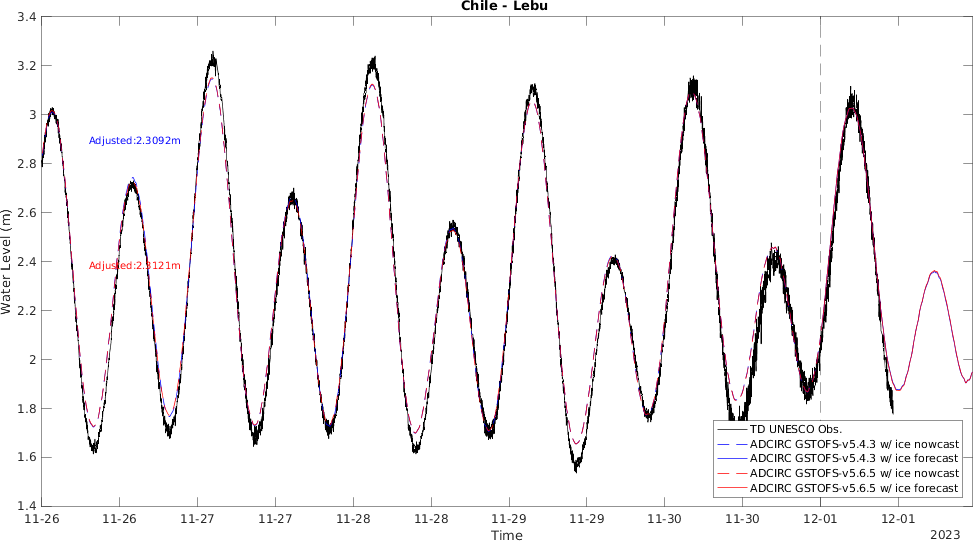 Chile - Lebu
3.4
3.2
3
2.8
2.6
2.4
2.2
2
1.8
1.6
1.4
Water Level (m)
Adjusted:2.3092m
Adjusted:2.3121m
TD UNESCO Obs.
ADCIRC GSTOFS-v5.4.3 w/ ice nowcast
ADCIRC GSTOFS-v5.4.3 w/ ice forecast
ADCIRC GSTOFS-v5.6.5 w/ ice nowcast
ADCIRC GSTOFS-v5.6.5 w/ ice forecast
11-26 11-26 11-27 11-27 11-28 11-28 11-29 11-29 11-30 11-30 12-01 12-01
Time
2023